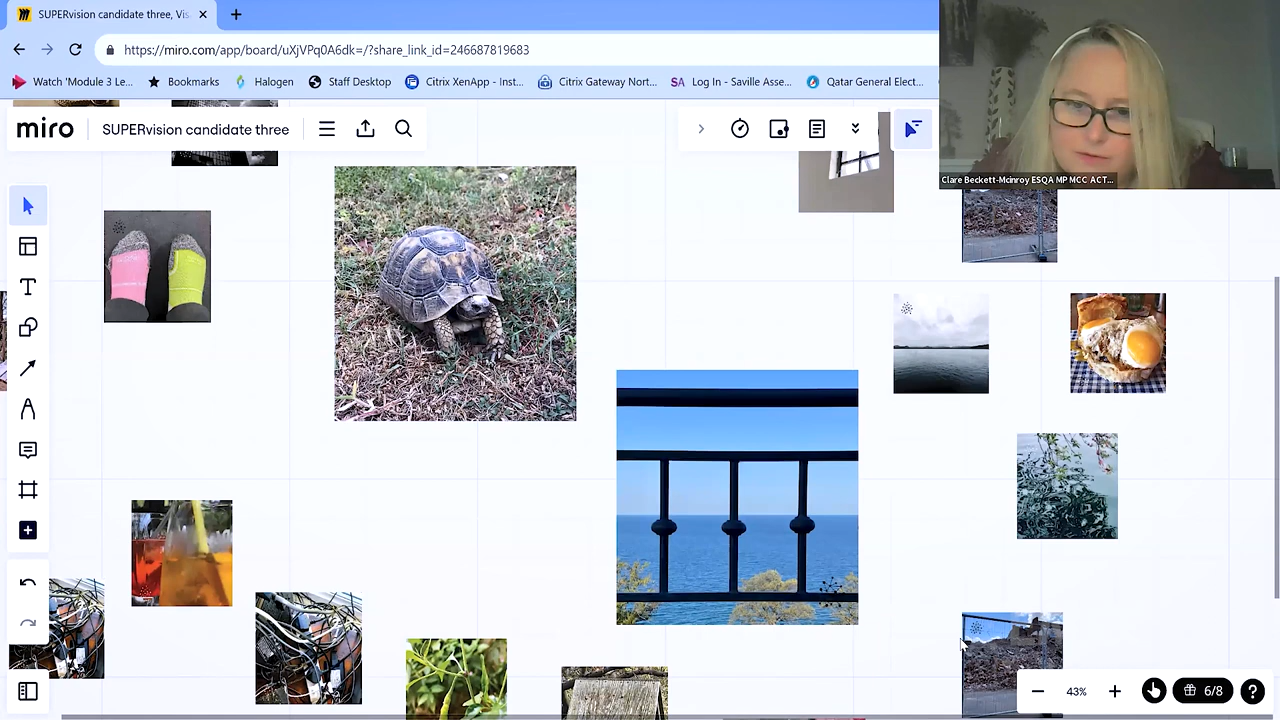 SUPERvision candidate three, Vis
https://miro.com/app/board/uXjVPq0A6dk=/?share_link_id=246687819683
Watch 'Module 3 Le... Bookmarks Halogen Staff Desktop Citrix XenApp - Inst... Citrix Gateway Nort... SA Log In - Saville Asse... Qatar General Elect...
miro SUPERvision candidate three
Clare Beckett-Mcinroy ESQA MP MCC ACT...
43% 6/8